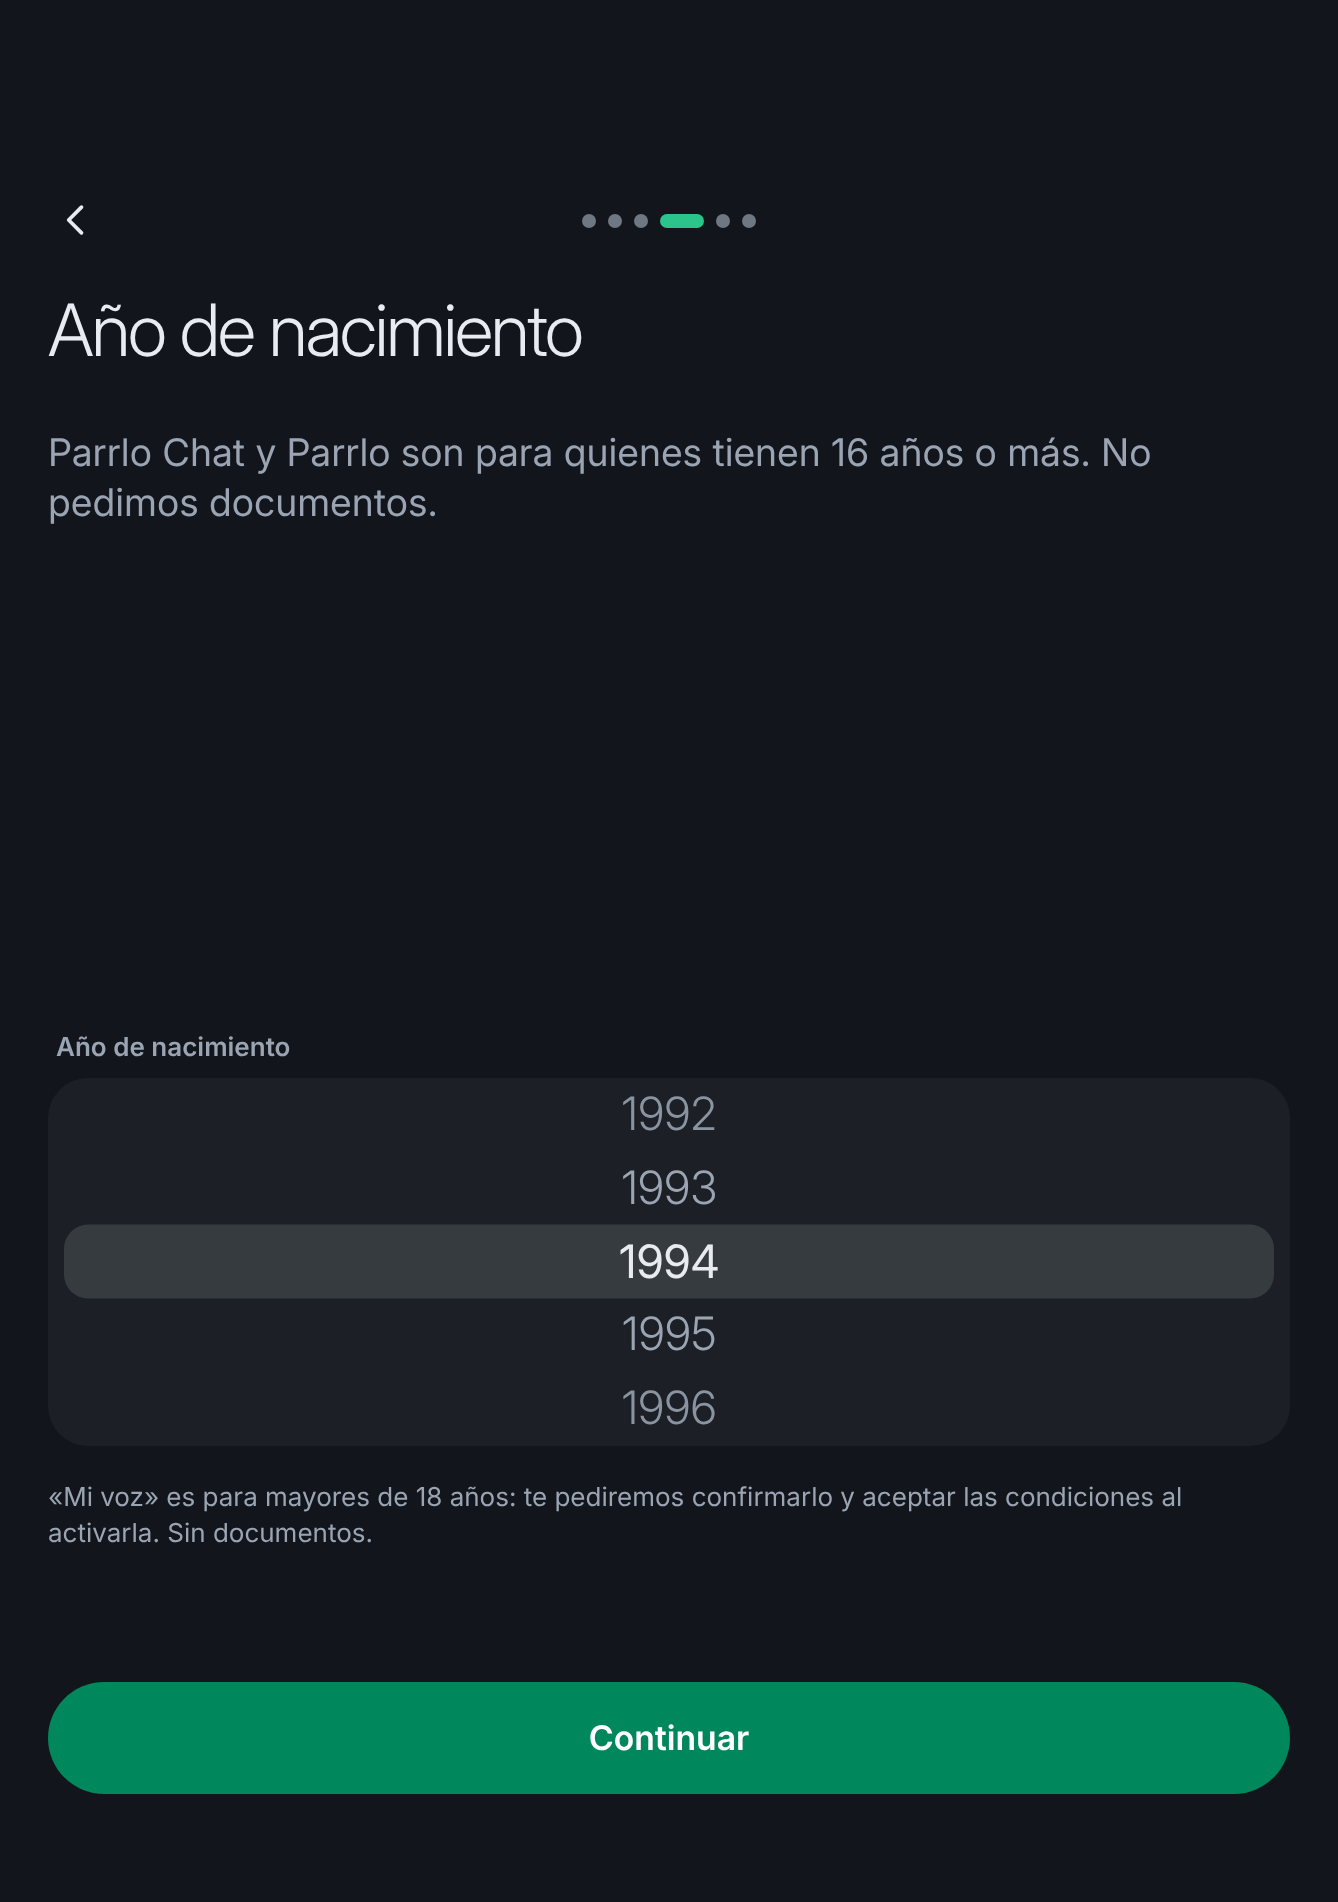 Año de nacimiento
Parrlo Chat y Parrlo son para quienes tienen 16 años o más. No
pedimos documentos.
Año de nacimiento
1992
1993
1994
1995
1996
«Mi voz» es para mayores de 18 años: te pediremos confirmarlo y aceptar las condiciones al
activarla. Sin documentos.
Continuar